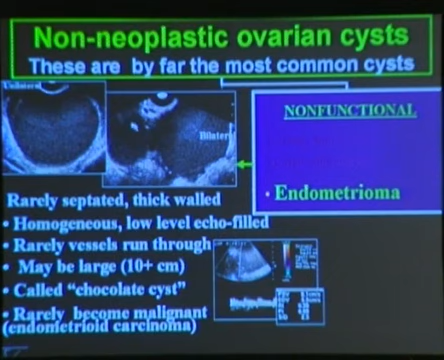 Non-neoplastic ovarian cysts
These are by far the most common cysts
Unilateral
Bilater
NONFUNCTIONAL
• Endometrioma
Rarely septated, thick walled
• Homogeneous, low level echo-filled
• Rarely vessels run through
• May be large (10+ cm)
• Called “chocolate cyst”
• Rarely become malignant
(endometrioid carcinoma)